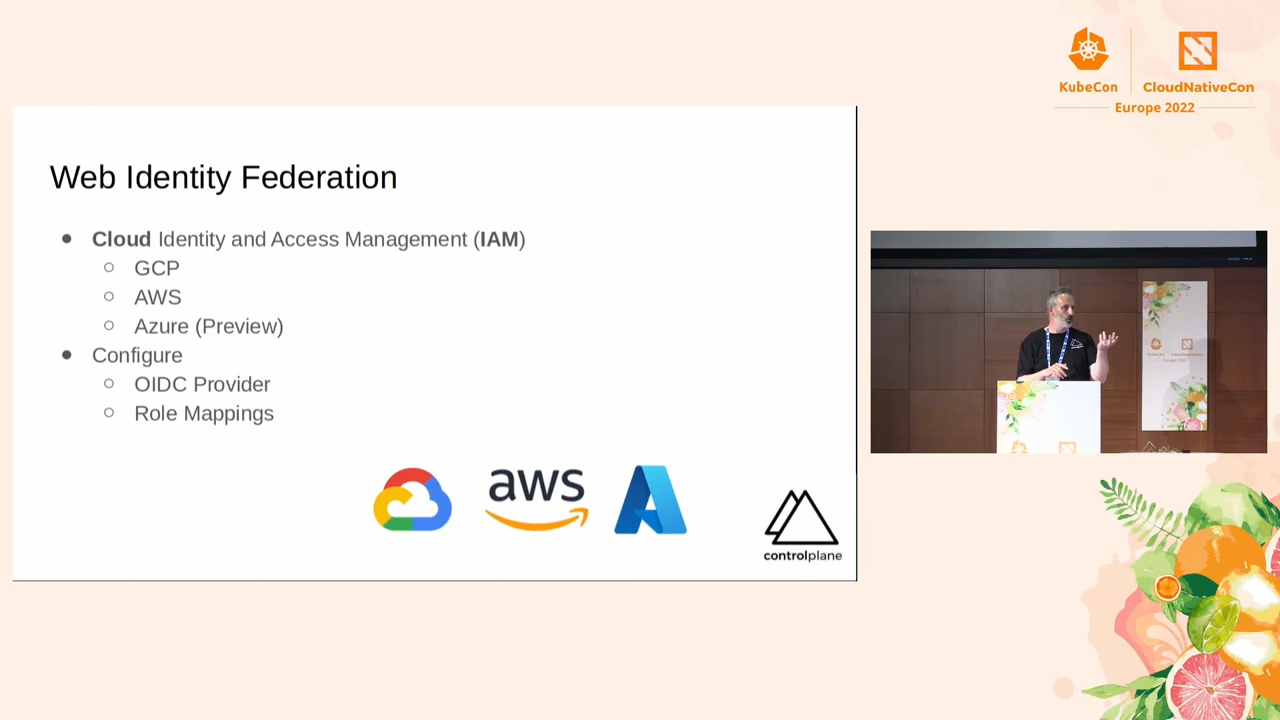 KubeCon
CloudNativeCon
Europe 2022
Web Identity Federation
Cloud Identity and Access Management (IAM)
GCP
AWS
Azure (Preview)
Configure
OIDC Provider
Role Mappings
aws
controlplane